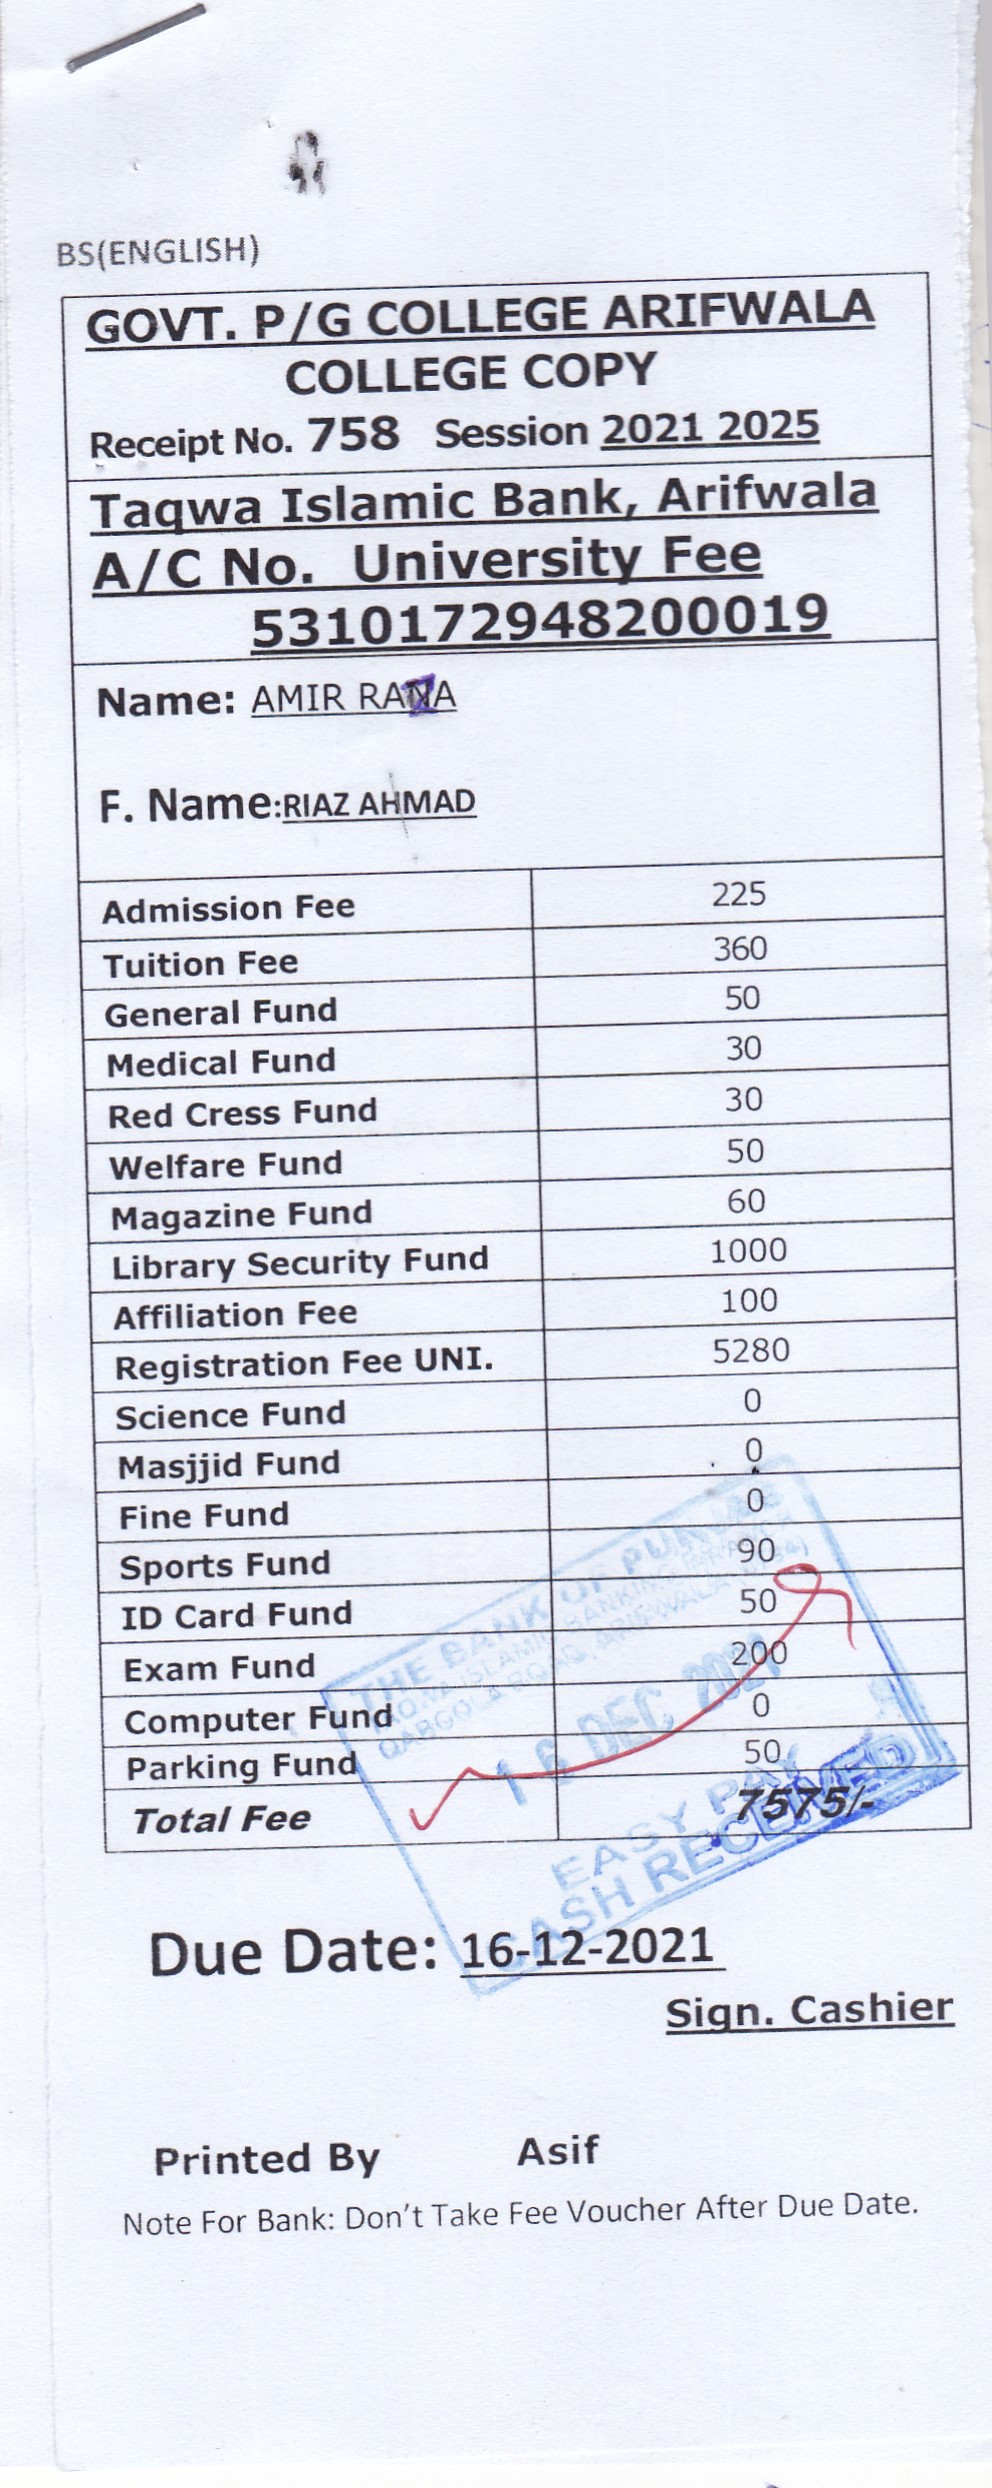 BS(ENGLISH)
GOVT. P/G COLLEGE ARIFWALA
COLLEGE COPY
Receipt No. 758 Session 2021 2025
Taqwa Islamic Bank, Arifwala
A/C No. University Fee
5310172948200019
Name: AMIR RAZA
F. Name:RIAZ AHMAD
Admission Fee 225
Tuition Fee 360
General Fund 50
Medical Fund 30
Red Cress Fund 30
Welfare Fund 50
Magazine Fund 60
Library Security Fund 1000
Affiliation Fee 100
Registration Fee UNI. 5280
Science Fund 0
Masjjid Fund 0
Fine Fund 0
Sports Fund 90
ID Card Fund 50
Exam Fund 200
Computer Fund 0
Parking Fund 50
Total Fee 7575/-
THE BANK OF PUNJAB
TAQWA ISLAMIC BANKING BRANCH
QABOOLA ROAD, ARIFWALA
16 DEC 2021
EASY PAY
CASH RECEIVED
Due Date: 16-12-2021
Sign. Cashier
Printed By Asif
Note For Bank: Don't Take Fee Voucher After Due Date.